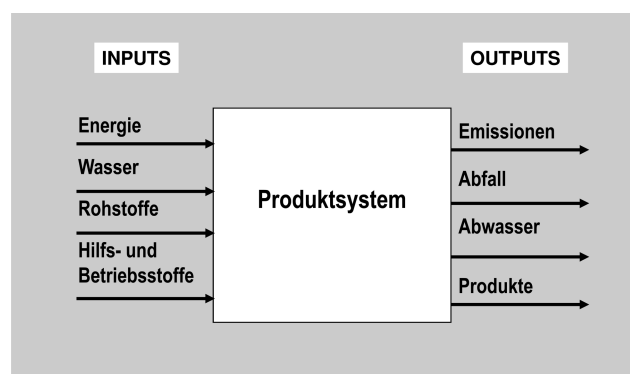 INPUTS
OUTPUTS
Energie
Wasser
Rohstoffe
Hilfs- und
Betriebsstoffe
Produktsystem
Emissionen
Abfall
Abwasser
Produkte